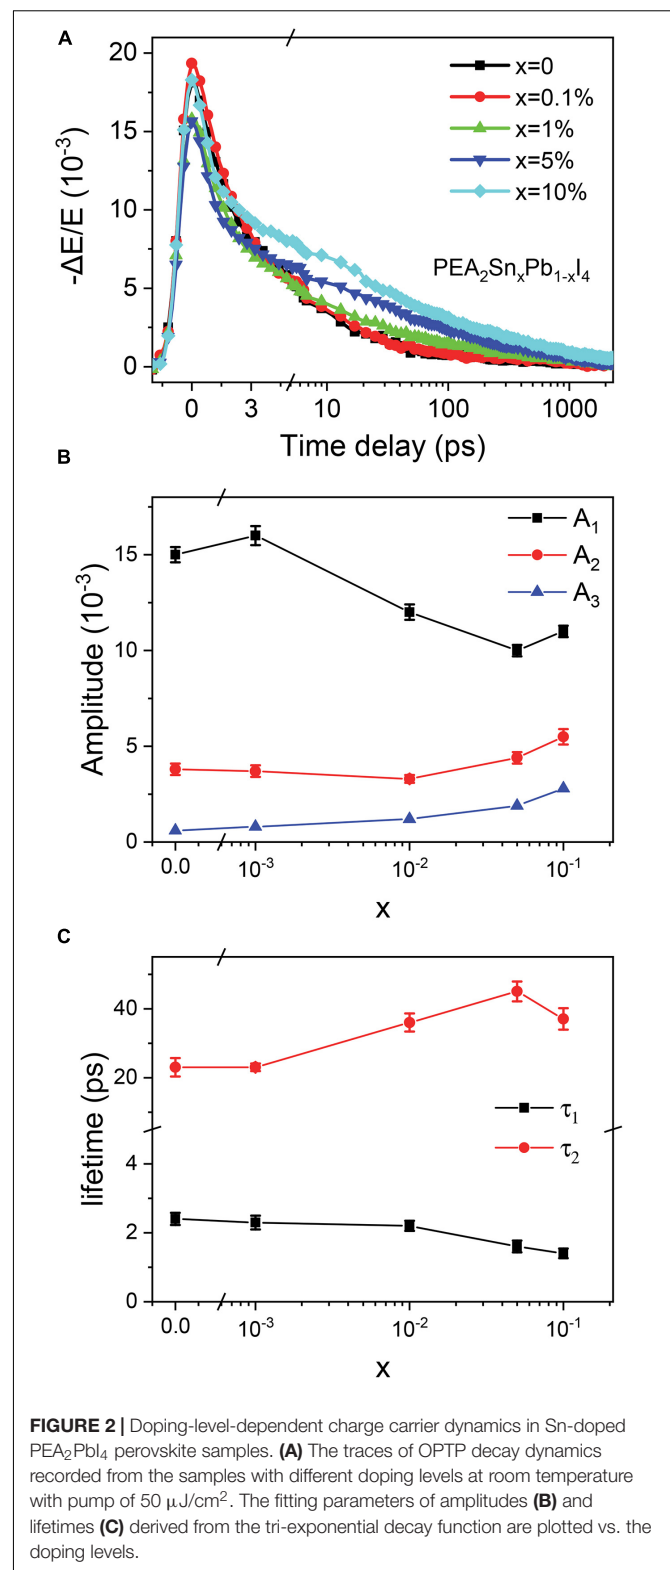 A
20
15
10
5
0
-ΔE/E (10⁻³)
x=0
x=0.1%
x=1%
x=5%
x=10%
PEA₂SnₓPb₁₋ₓI₄
0 3 10 100 1000
Time delay (ps)
B
15
10
5
0
Amplitude (10⁻³)
A₁
A₂
A₃
0.0 10⁻³ 10⁻² 10⁻¹
x
C
40
20
4
2
0
lifetime (ps)
τ₁
τ₂
0.0 10⁻³ 10⁻² 10⁻¹
x
FIGURE 2 | Doping-level-dependent charge carrier dynamics in Sn-doped
PEA₂PbI₄ perovskite samples. (A) The traces of OPTP decay dynamics
recorded from the samples with different doping levels at room temperature
with pump of 50 μJ/cm². The fitting parameters of amplitudes (B) and
lifetimes (C) derived from the tri-exponential decay function are plotted vs. the
doping levels.